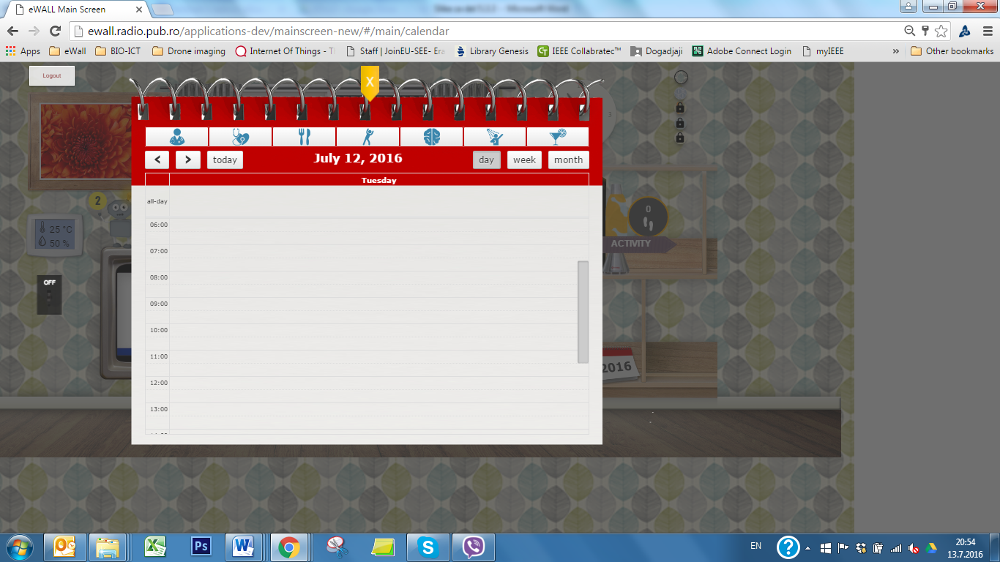 eWALL Main Screen
ewall.radio.pub.ro/applications-dev/mainscreen-new/#/main/calendar
Apps eWall BIO-ICT Drone imaging Internet Of Things - T Staff | JoinEU-SEE- Era Library Genesis IEEE Collabratec™ Dogadjaji Adobe Connect Login myIEEE » Other bookmarks
Logout
X
3
today July 12, 2016 day week month
Tuesday
all-day
06:00
07:00
08:00
09:00
10:00
11:00
12:00
13:00
2
25 °C
50 %
OFF
0
ACTIVITY
2016
EN
20:54
13.7.2016